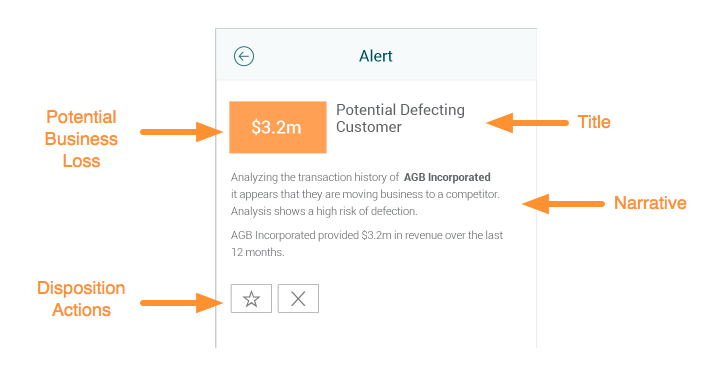 Alert
Potential
Business
Loss
$3.2m
Potential Defecting
Customer
Title
Analyzing the transaction history of AGB Incorporated
it appears that they are moving business to a competitor.
Analysis shows a high risk of defection.
Narrative
AGB Incorporated provided $3.2m in revenue over the last
12 months.
Disposition
Actions